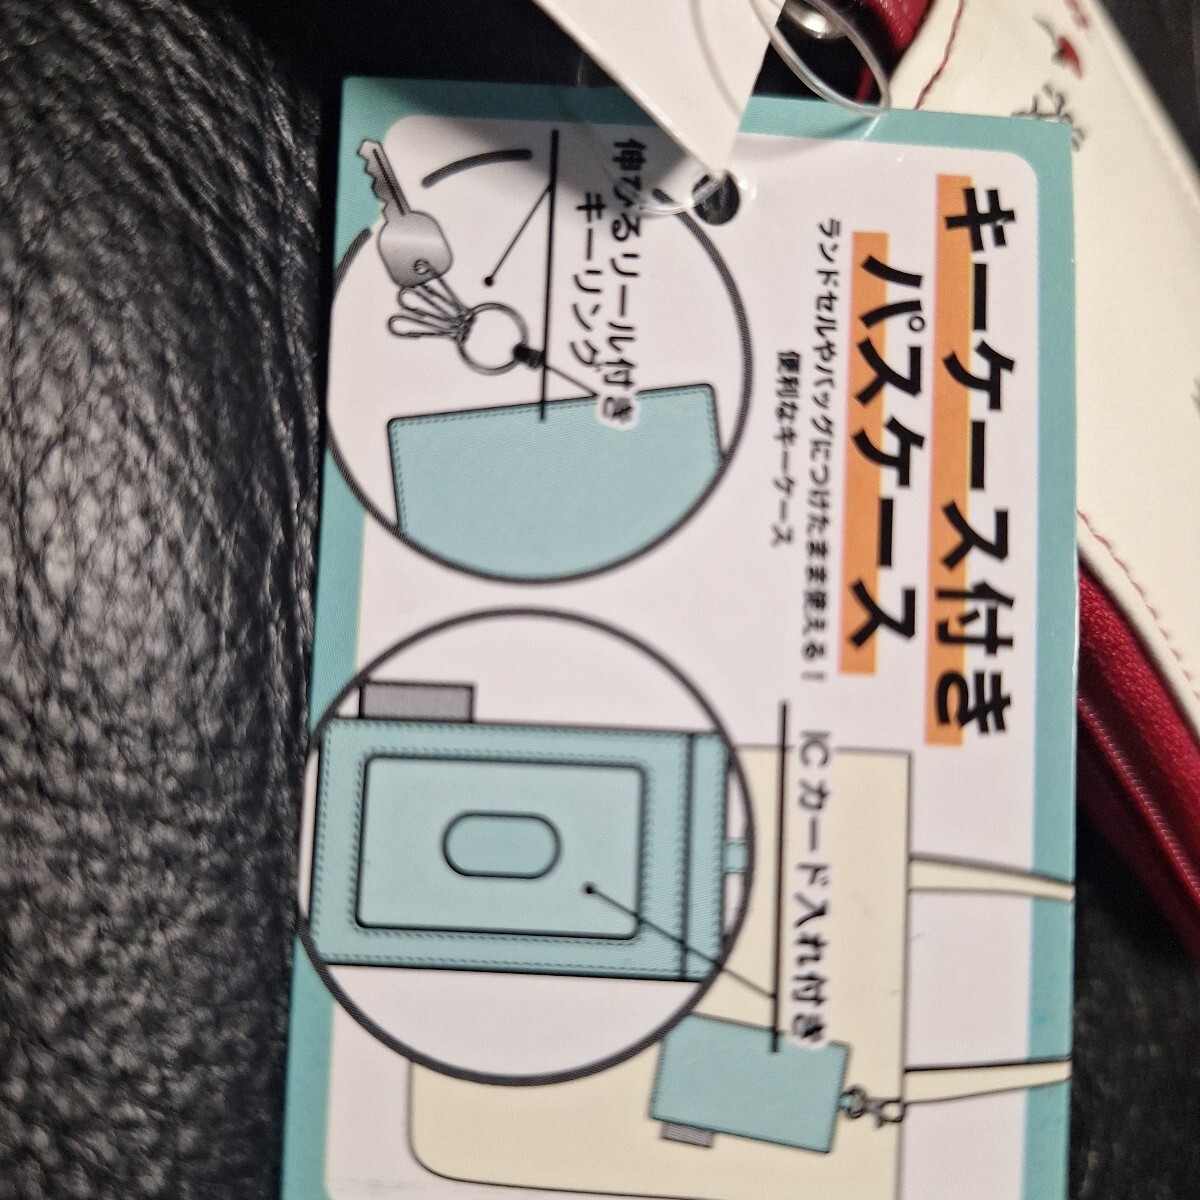 キーケース付き
パスケース
ランドセルやバッグにつけたまま使える!
便利なキーケース
伸びるリール付き
キーリング
ICカード入れ付き